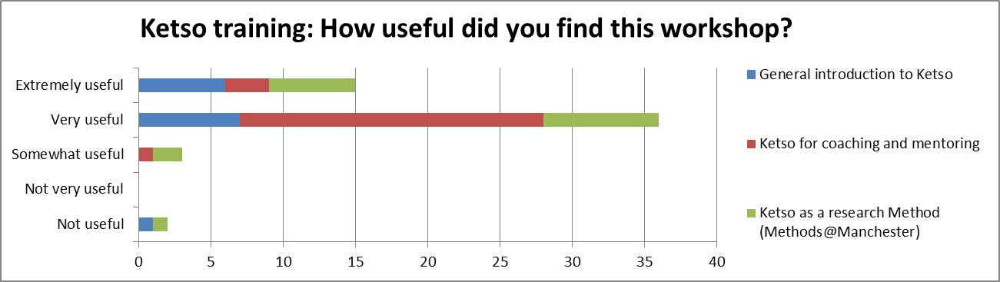 Ketso training: How useful did you find this workshop?
Extremely useful
Very useful
Somewhat useful
Not very useful
Not useful
0 5 10 15 20 25 30 35 40
General introduction to Ketso
Ketso for coaching and mentoring
Ketso as a research Method
(Methods@Manchester)